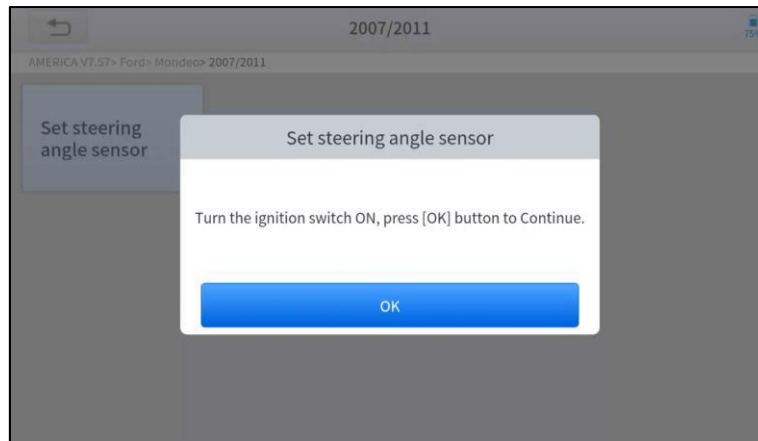 2007/2011
75%
AMERICA V7.57> Ford> Mondeo> 2007/2011
Set steering
angle sensor
Set steering angle sensor
Turn the ignition switch ON, press [OK] button to Continue.
OK